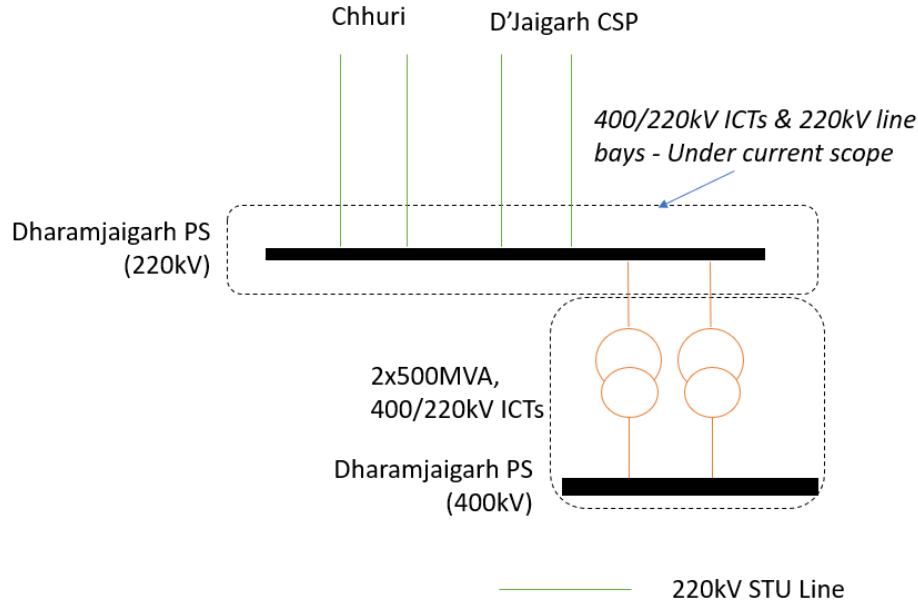 Chhuri
D'Jaigarh CSP
400/220kV ICTs & 220kV line
bays - Under current scope
Dharamjaigarh PS
(220kV)
2x500MVA,
400/220kV ICTs
Dharamjaigarh PS
(400kV)
220kV STU Line